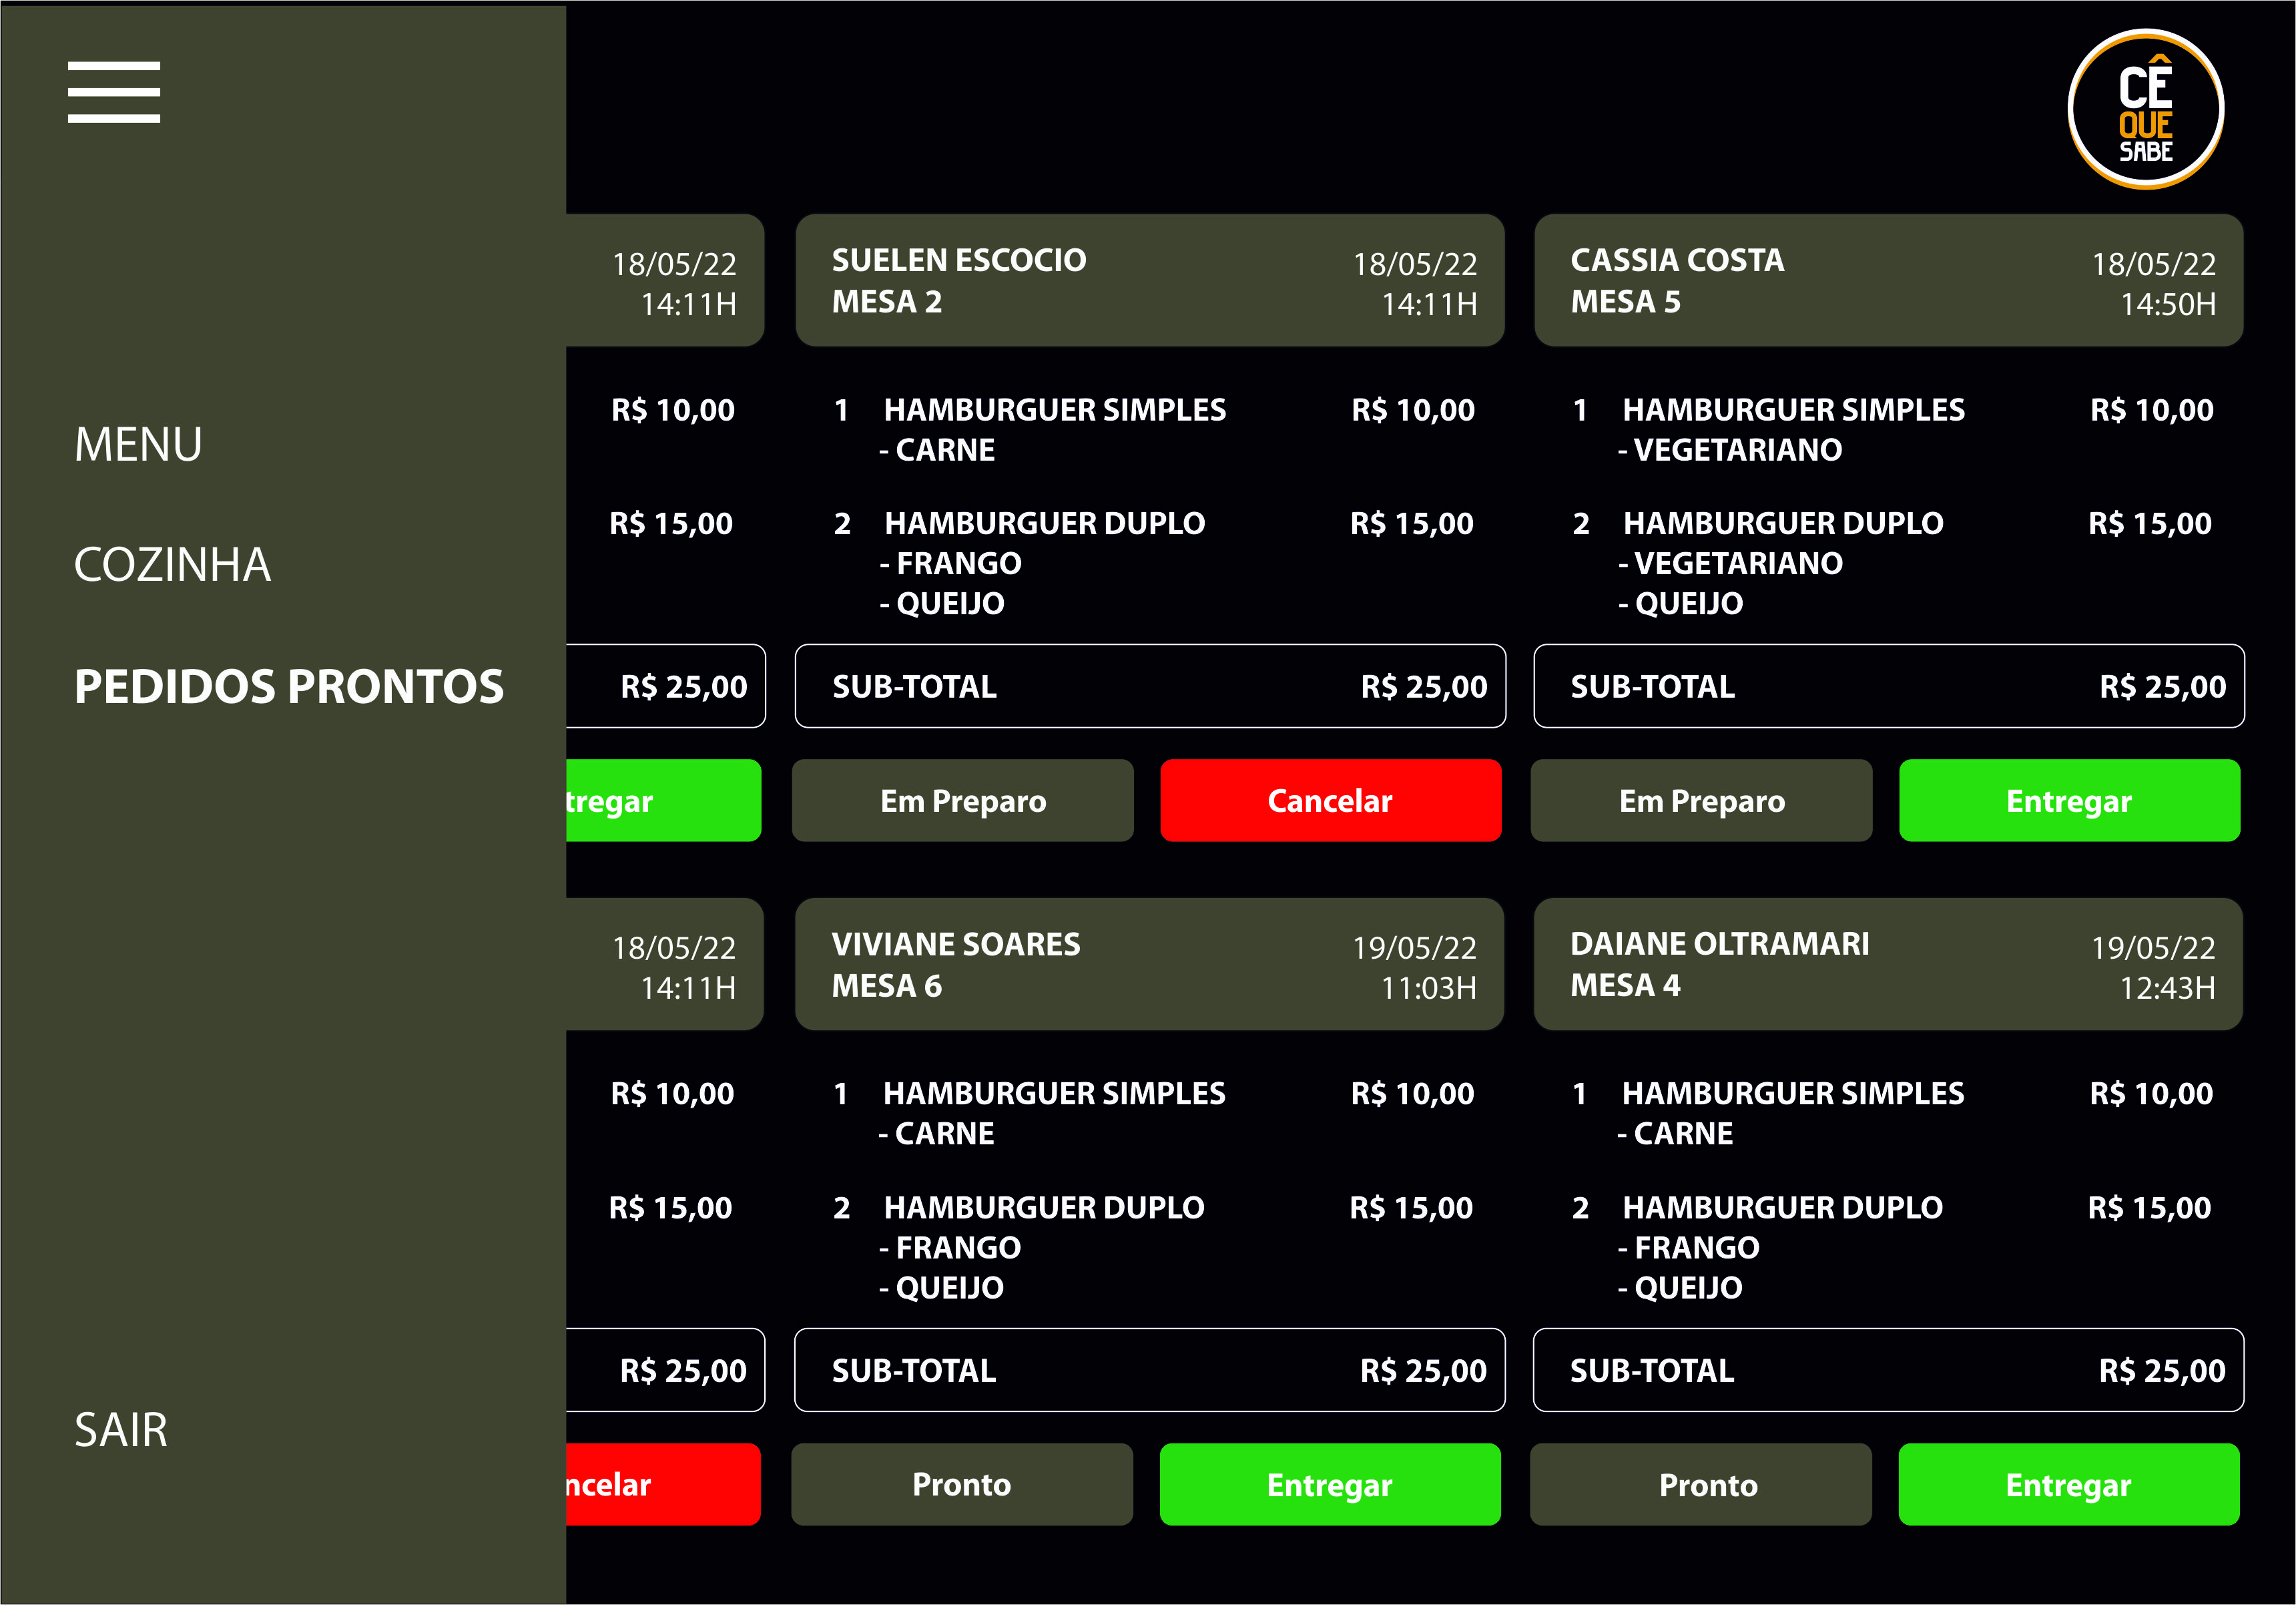 CÊ
QUE
SABE
MENU
COZINHA
PEDIDOS PRONTOS
SAIR
18/05/22
14:11H
R$ 10,00
R$ 15,00
R$ 25,00
tregar
SUELEN ESCOCIO
MESA 2
18/05/22
14:11H
1 HAMBURGUER SIMPLES R$ 10,00
- CARNE
2 HAMBURGUER DUPLO R$ 15,00
- FRANGO
- QUEIJO
SUB-TOTAL R$ 25,00
Em Preparo
Cancelar
CASSIA COSTA
MESA 5
18/05/22
14:50H
1 HAMBURGUER SIMPLES R$ 10,00
- VEGETARIANO
2 HAMBURGUER DUPLO R$ 15,00
- VEGETARIANO
- QUEIJO
SUB-TOTAL R$ 25,00
Em Preparo
Entregar
18/05/22
14:11H
R$ 10,00
R$ 15,00
R$ 25,00
ncelar
VIVIANE SOARES
MESA 6
19/05/22
11:03H
1 HAMBURGUER SIMPLES R$ 10,00
- CARNE
2 HAMBURGUER DUPLO R$ 15,00
- FRANGO
- QUEIJO
SUB-TOTAL R$ 25,00
Pronto
Entregar
DAIANE OLTRAMARI
MESA 4
19/05/22
12:43H
1 HAMBURGUER SIMPLES R$ 10,00
- CARNE
2 HAMBURGUER DUPLO R$ 15,00
- FRANGO
- QUEIJO
SUB-TOTAL R$ 25,00
Pronto
Entregar